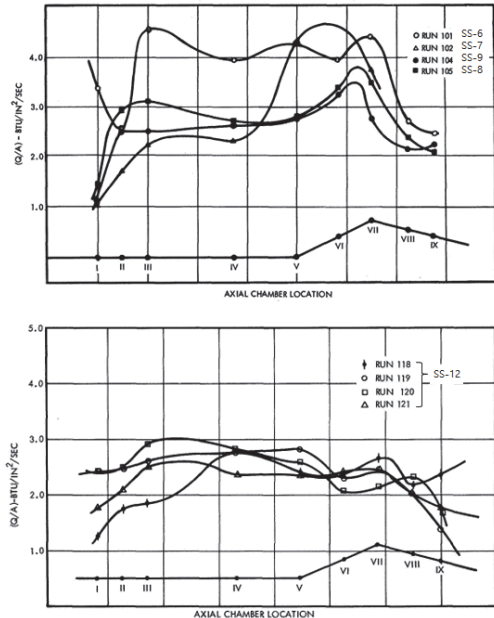 RUN 101 SS-6
4.0
RUN 102 SS-7
RUN 104 SS-9
RUN 105 SS-8
3.0
(Q/A) - BTU/IN²/SEC
2.0
1.0
I II III IV V VI VII VIII IX
AXIAL CHAMBER LOCATION
5.0
RUN 118
RUN 119 SS-12
RUN 120
RUN 121
4.0
3.0
(Q/A)-BTU/IN²/SEC
2.0
1.0
I II III IV V VI VII VIII IX
AXIAL CHAMBER LOCATION